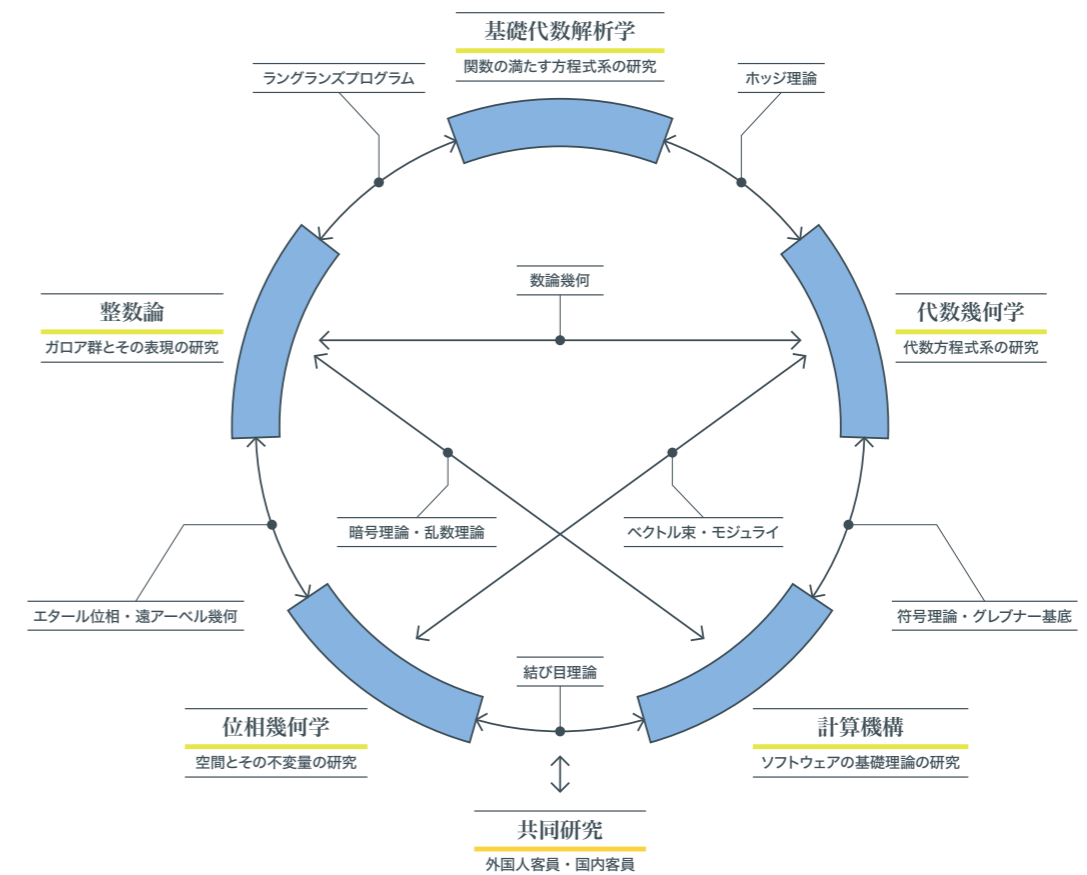 基礎代数解析学
関数の満たす方程式系の研究
ラングランズプログラム
ホッジ理論
数論幾何
整数論
ガロア群とその表現の研究
代数幾何学
代数方程式系の研究
暗号理論・乱数理論
ベクトル束・モジュライ
エタール位相・遠アーベル幾何
符号理論・グレブナー基底
結び目理論
位相幾何学
空間とその不変量の研究
計算機構
ソフトウェアの基礎理論の研究
共同研究
外国人客員・国内客員